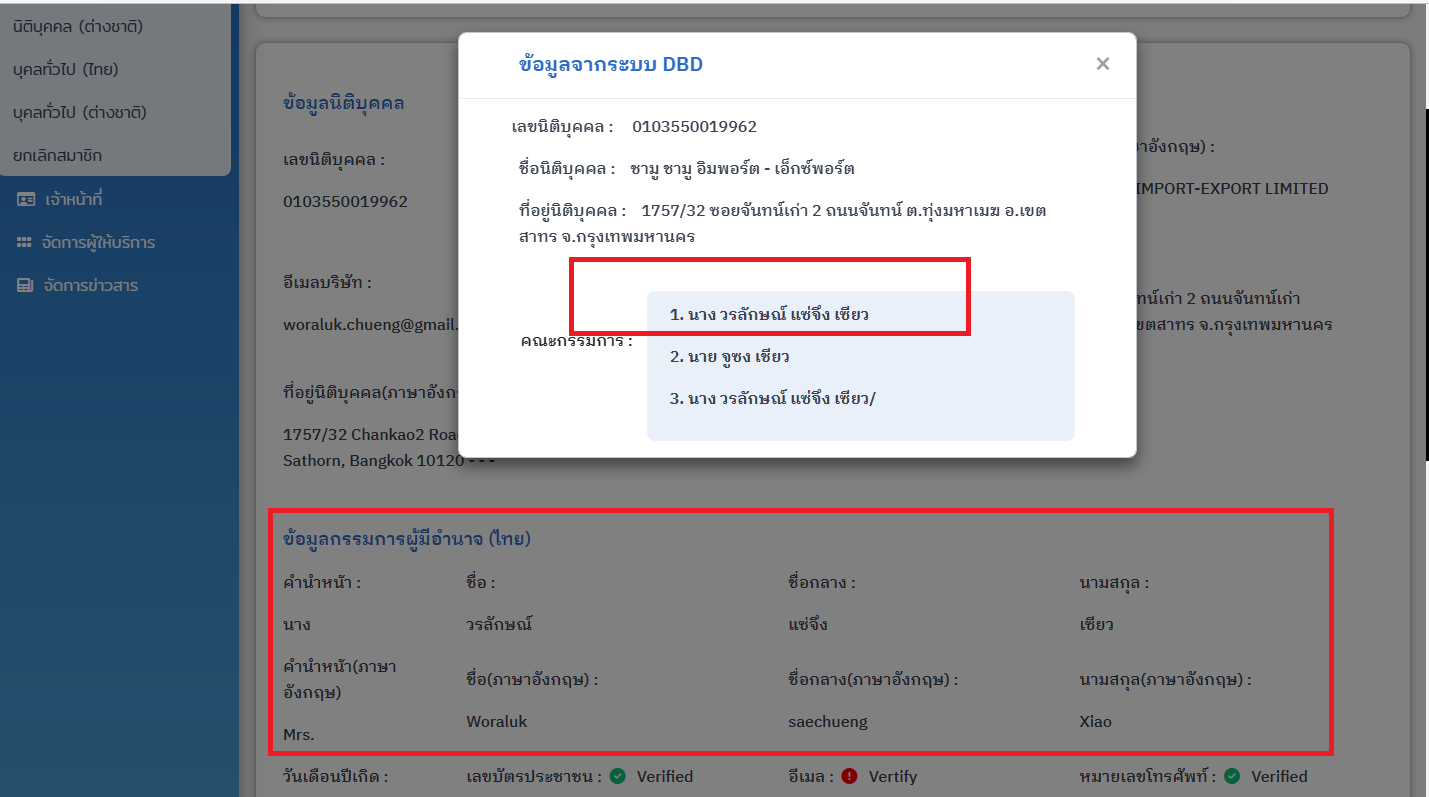 นิติบุคคล (ต่างชาติ)
บุคลทั่วไป (ไทย)
บุคลทั่วไป (ต่างชาติ)
ยกเลิกสมาชิก
เจ้าหน้าที่
จัดการผู้ให้บริการ
จัดการข่าวสาร
ข้อมูลจากระบบ DBD
×
เลขนิติบุคคล : 0103550019962
ชื่อนิติบุคคล : ชามู ชามู อิมพอร์ต - เอ็กซ์พอร์ต
ที่อยู่นิติบุคคล : 1757/32 ซอยจันทน์เก่า 2 ถนนจันทน์ ต.ทุ่งมหาเมฆ อ.เขต
สาทร จ.กรุงเทพมหานคร
คณะกรรมการ :
1. นาง วรลักษณ์ แซ่จึง เซียว
2. นาย จูซง เซียว
3. นาง วรลักษณ์ แซ่จึง เซียว/
ข้อมูลนิติบุคคล
เลขนิติบุคคล :
าอังกฤษ) :
0103550019962
IMPORT-EXPORT LIMITED
อีเมลบริษัท :
ทน์เก่า 2 ถนนจันทน์เก่า
woraluk.chueng@gmail.
ขตสาทร จ.กรุงเทพมหานคร
ที่อยู่นิติบุคคล(ภาษาอังก
1757/32 Chankao2 Roa
Sathorn, Bangkok 10120 - - -
ข้อมูลกรรมการผู้มีอำนาจ (ไทย)
คำนำหน้า : ชื่อ : ชื่อกลาง : นามสกุล :
นาง วรลักษณ์ แซ่จึง เซียว
คำนำหน้า(ภาษา
อังกฤษ) ชื่อ(ภาษาอังกฤษ) : ชื่อกลาง(ภาษาอังกฤษ) : นามสกุล(ภาษาอังกฤษ) :
Mrs. Woraluk saechueng Xiao
วันเดือนปีเกิด : เลขบัตรประชาชน : Verified อีเมล : Vertify หมายเลขโทรศัพท์ : Verified